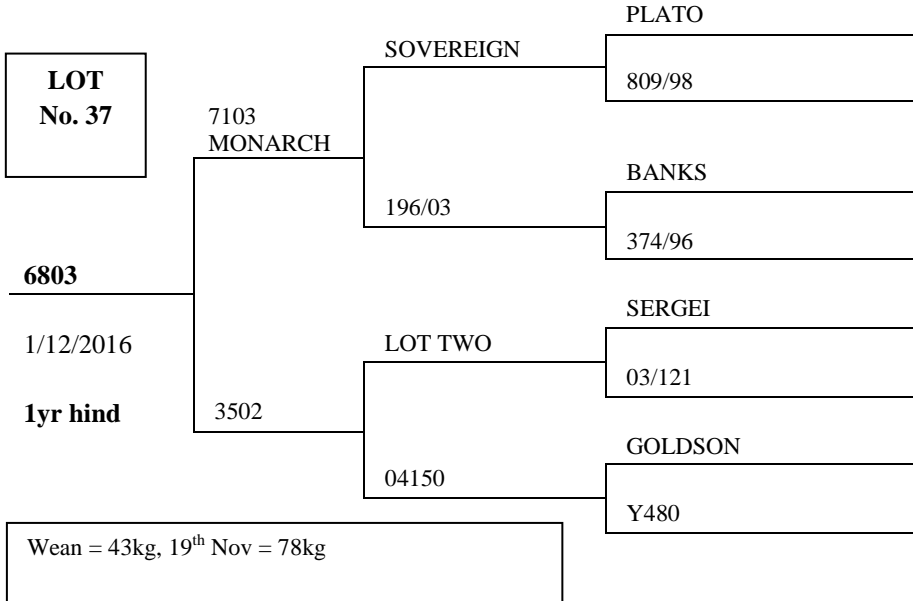 LOT
No. 37
6803
1/12/2016
1yr hind
7103
MONARCH
3502
SOVEREIGN
196/03
LOT TWO
04150
PLATO
809/98
BANKS
374/96
SERGEI
03/121
GOLDSON
Y480
Wean = 43kg, 19th Nov = 78kg